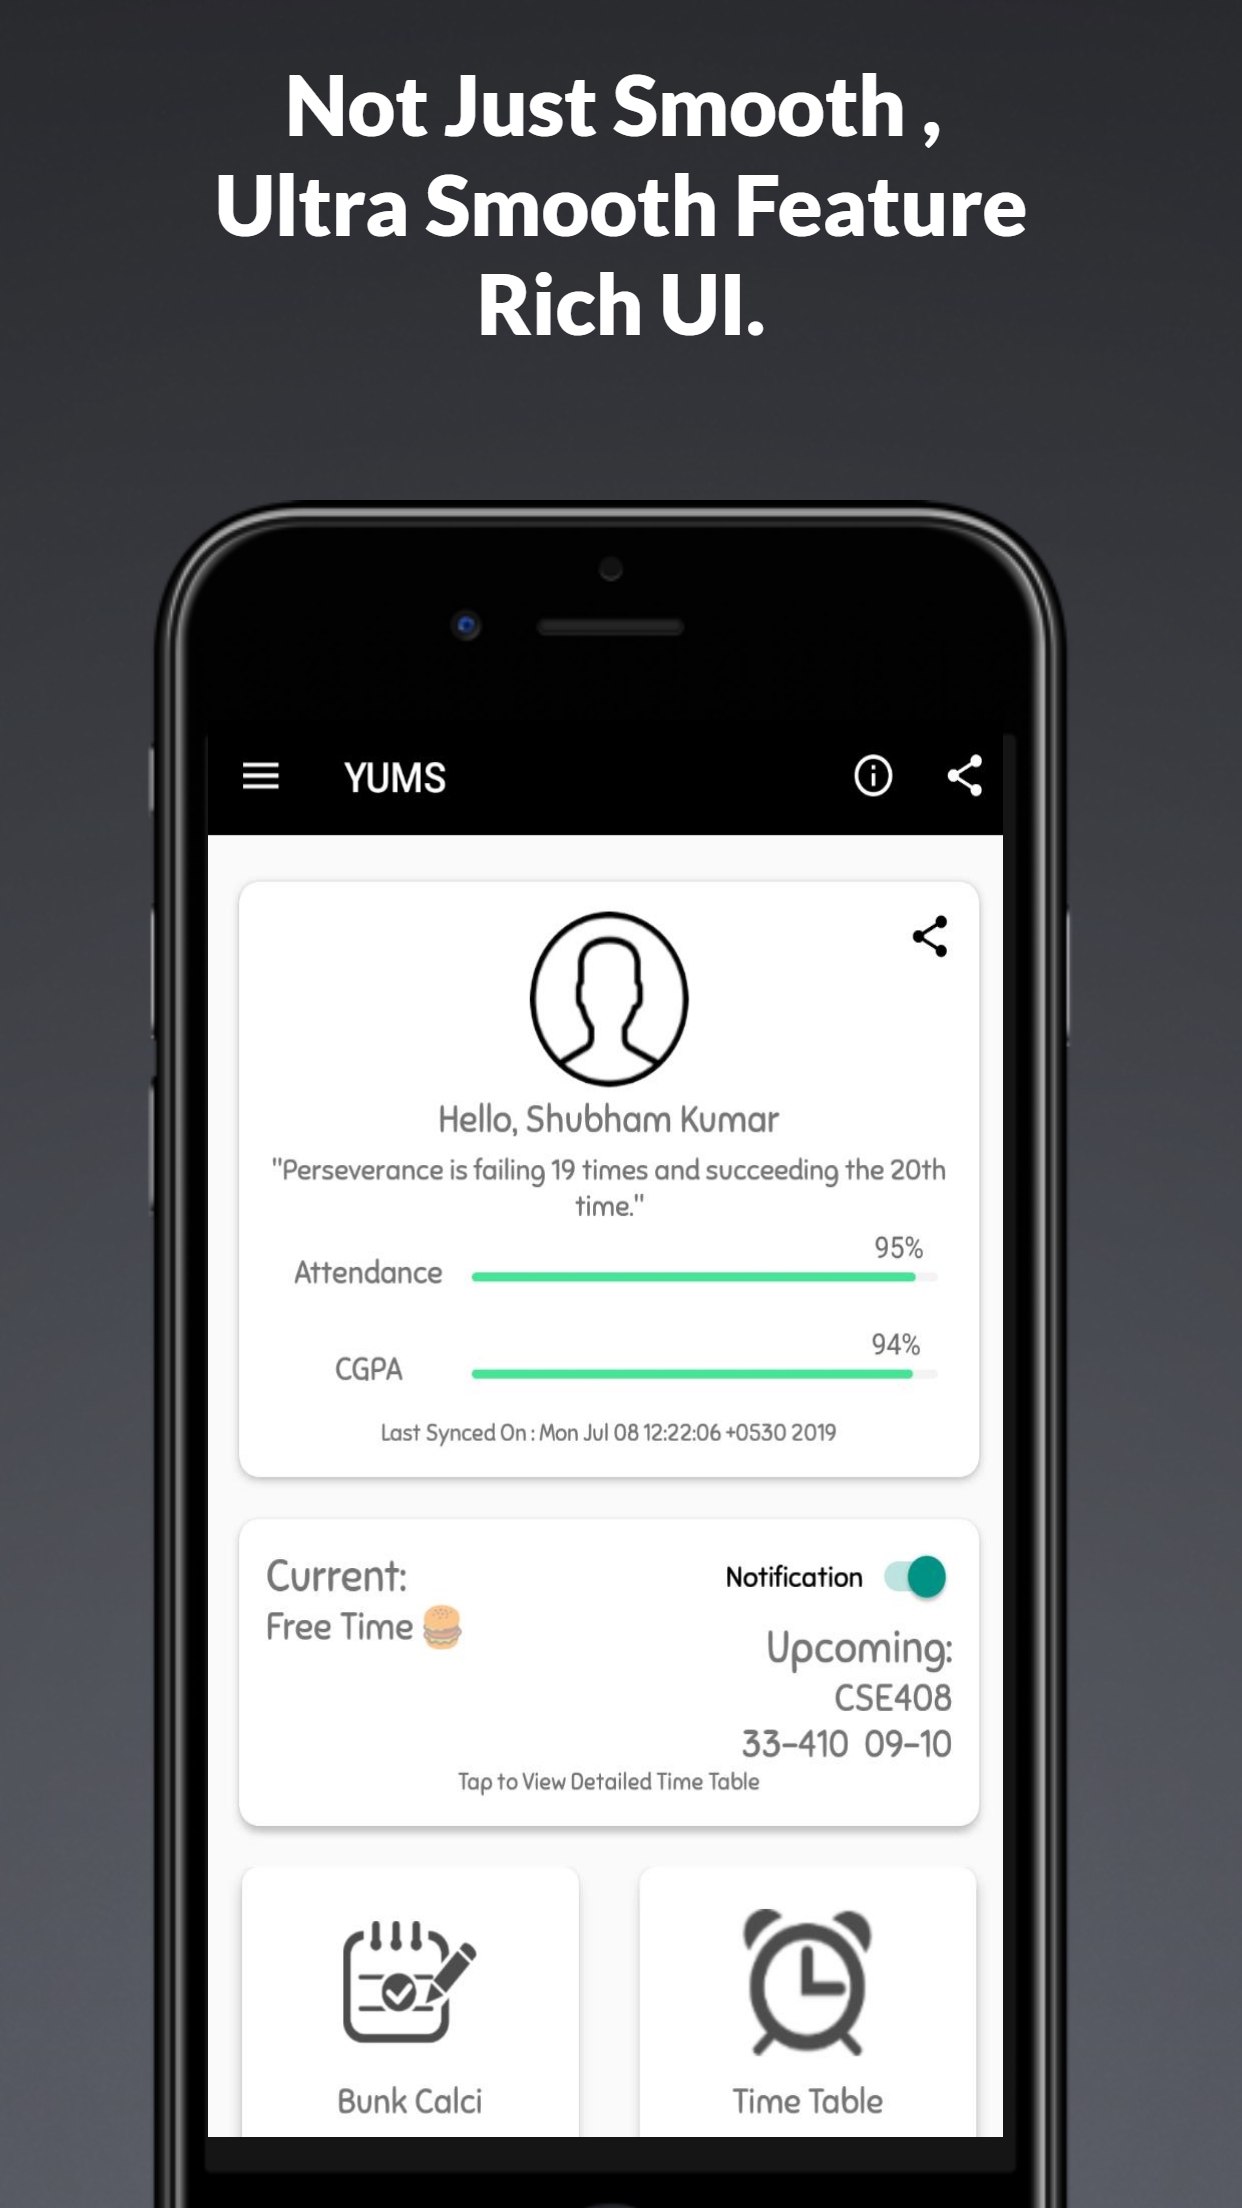 Not Just Smooth ,
Ultra Smooth Feature
Rich UI.
YUMS
Hello, Shubham Kumar
"Perseverance is failing 19 times and succeeding the 20th
time."
95%
Attendance
94%
CGPA
Last Synced On : Mon Jul 08 12:22:06 +0530 2019
Current:
Notification
Free Time
Upcoming:
CSE408
33-410 09-10
Tap to View Detailed Time Table
Bunk Calci
Time Table